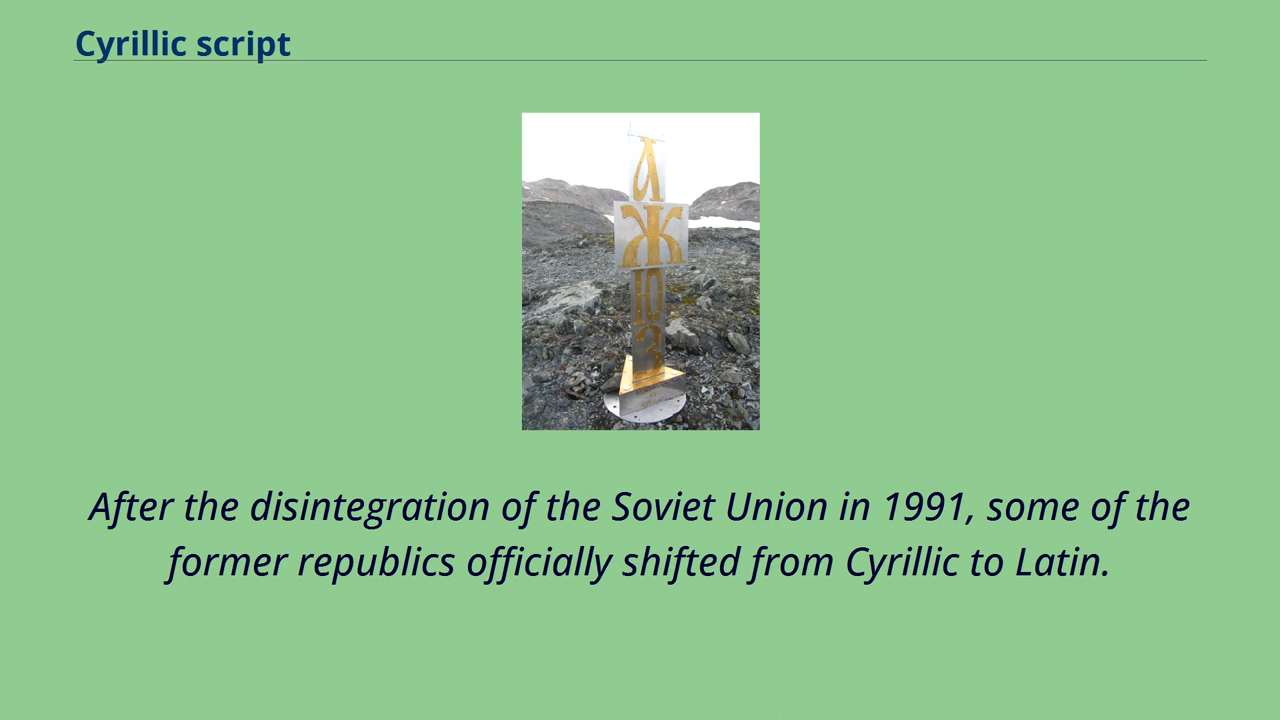 Cyrillic script
А
Ж
Ю
З
After the disintegration of the Soviet Union in 1991, some of the
former republics officially shifted from Cyrillic to Latin.